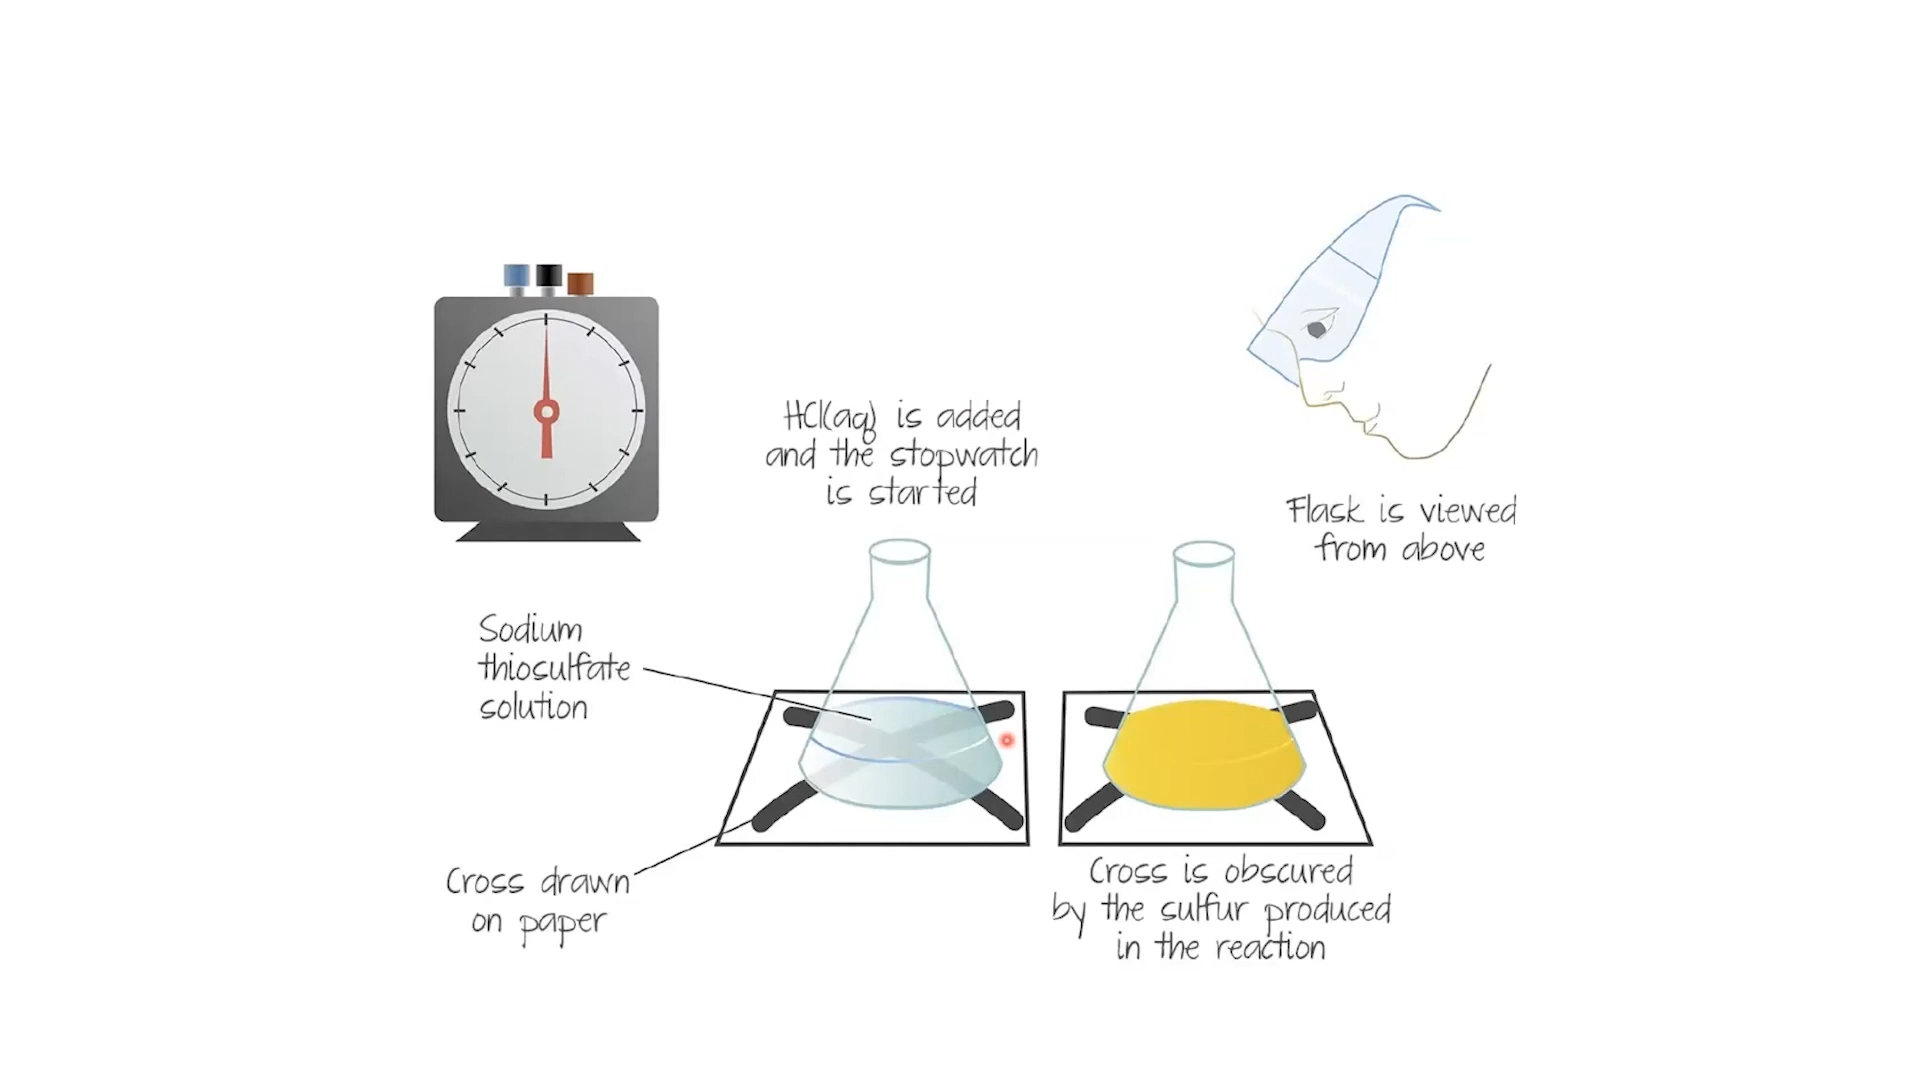 HCl(aq) is added
and the stopwatch
is started
Flask is viewed
from above
Sodium
thiosulfate
solution
Cross drawn
on paper
Cross is obscured
by the sulfur produced
in the reaction